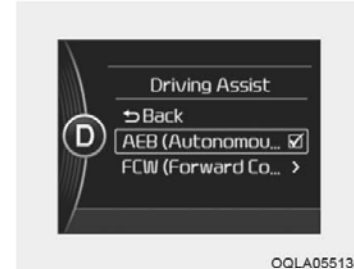 Driving Assist
Back
D
AEB (Autonomou...
FCW (Forward Co... >
OQLA05513